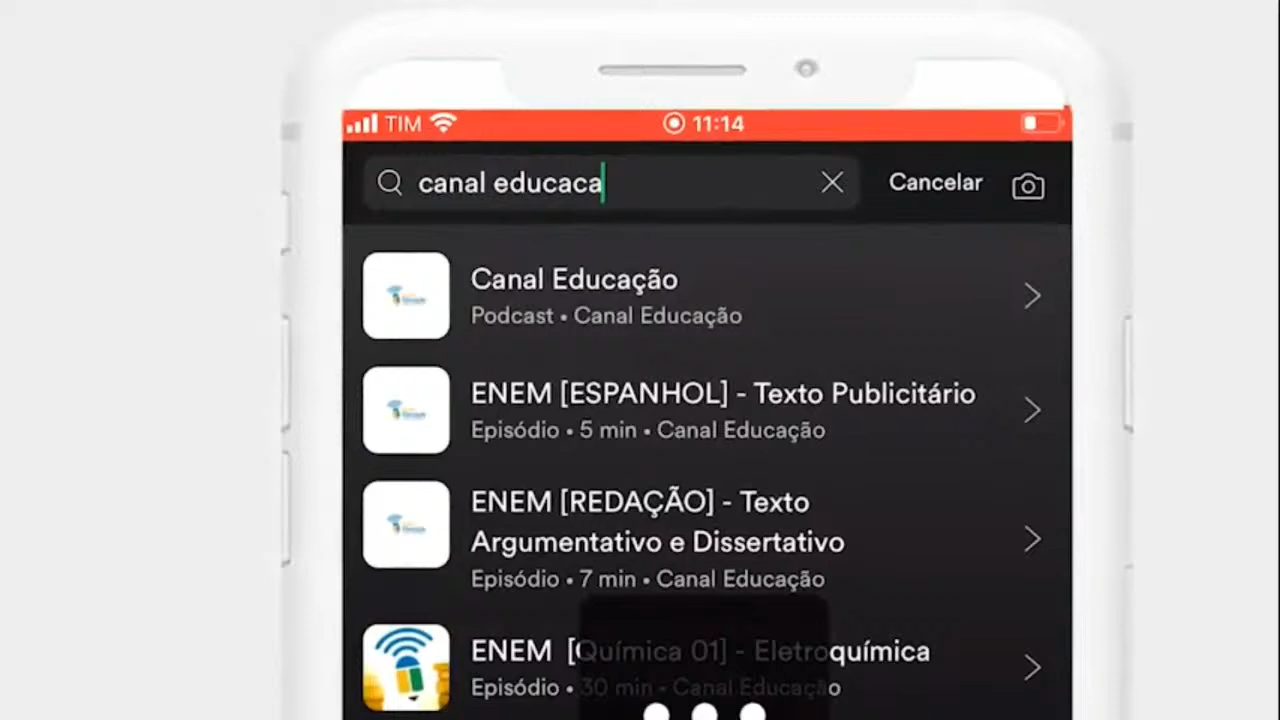 TIM
11:14
canal educaca
Cancelar
Canal Educação
Podcast • Canal Educação
ENEM [ESPANHOL] - Texto Publicitário
Episódio • 5 min • Canal Educação
ENEM [REDAÇÃO] - Texto
Argumentativo e Dissertativo
Episódio • 7 min • Canal Educação
ENEM [Química 01] - Eletroquímica
Episódio • 30 min • Canal Educação